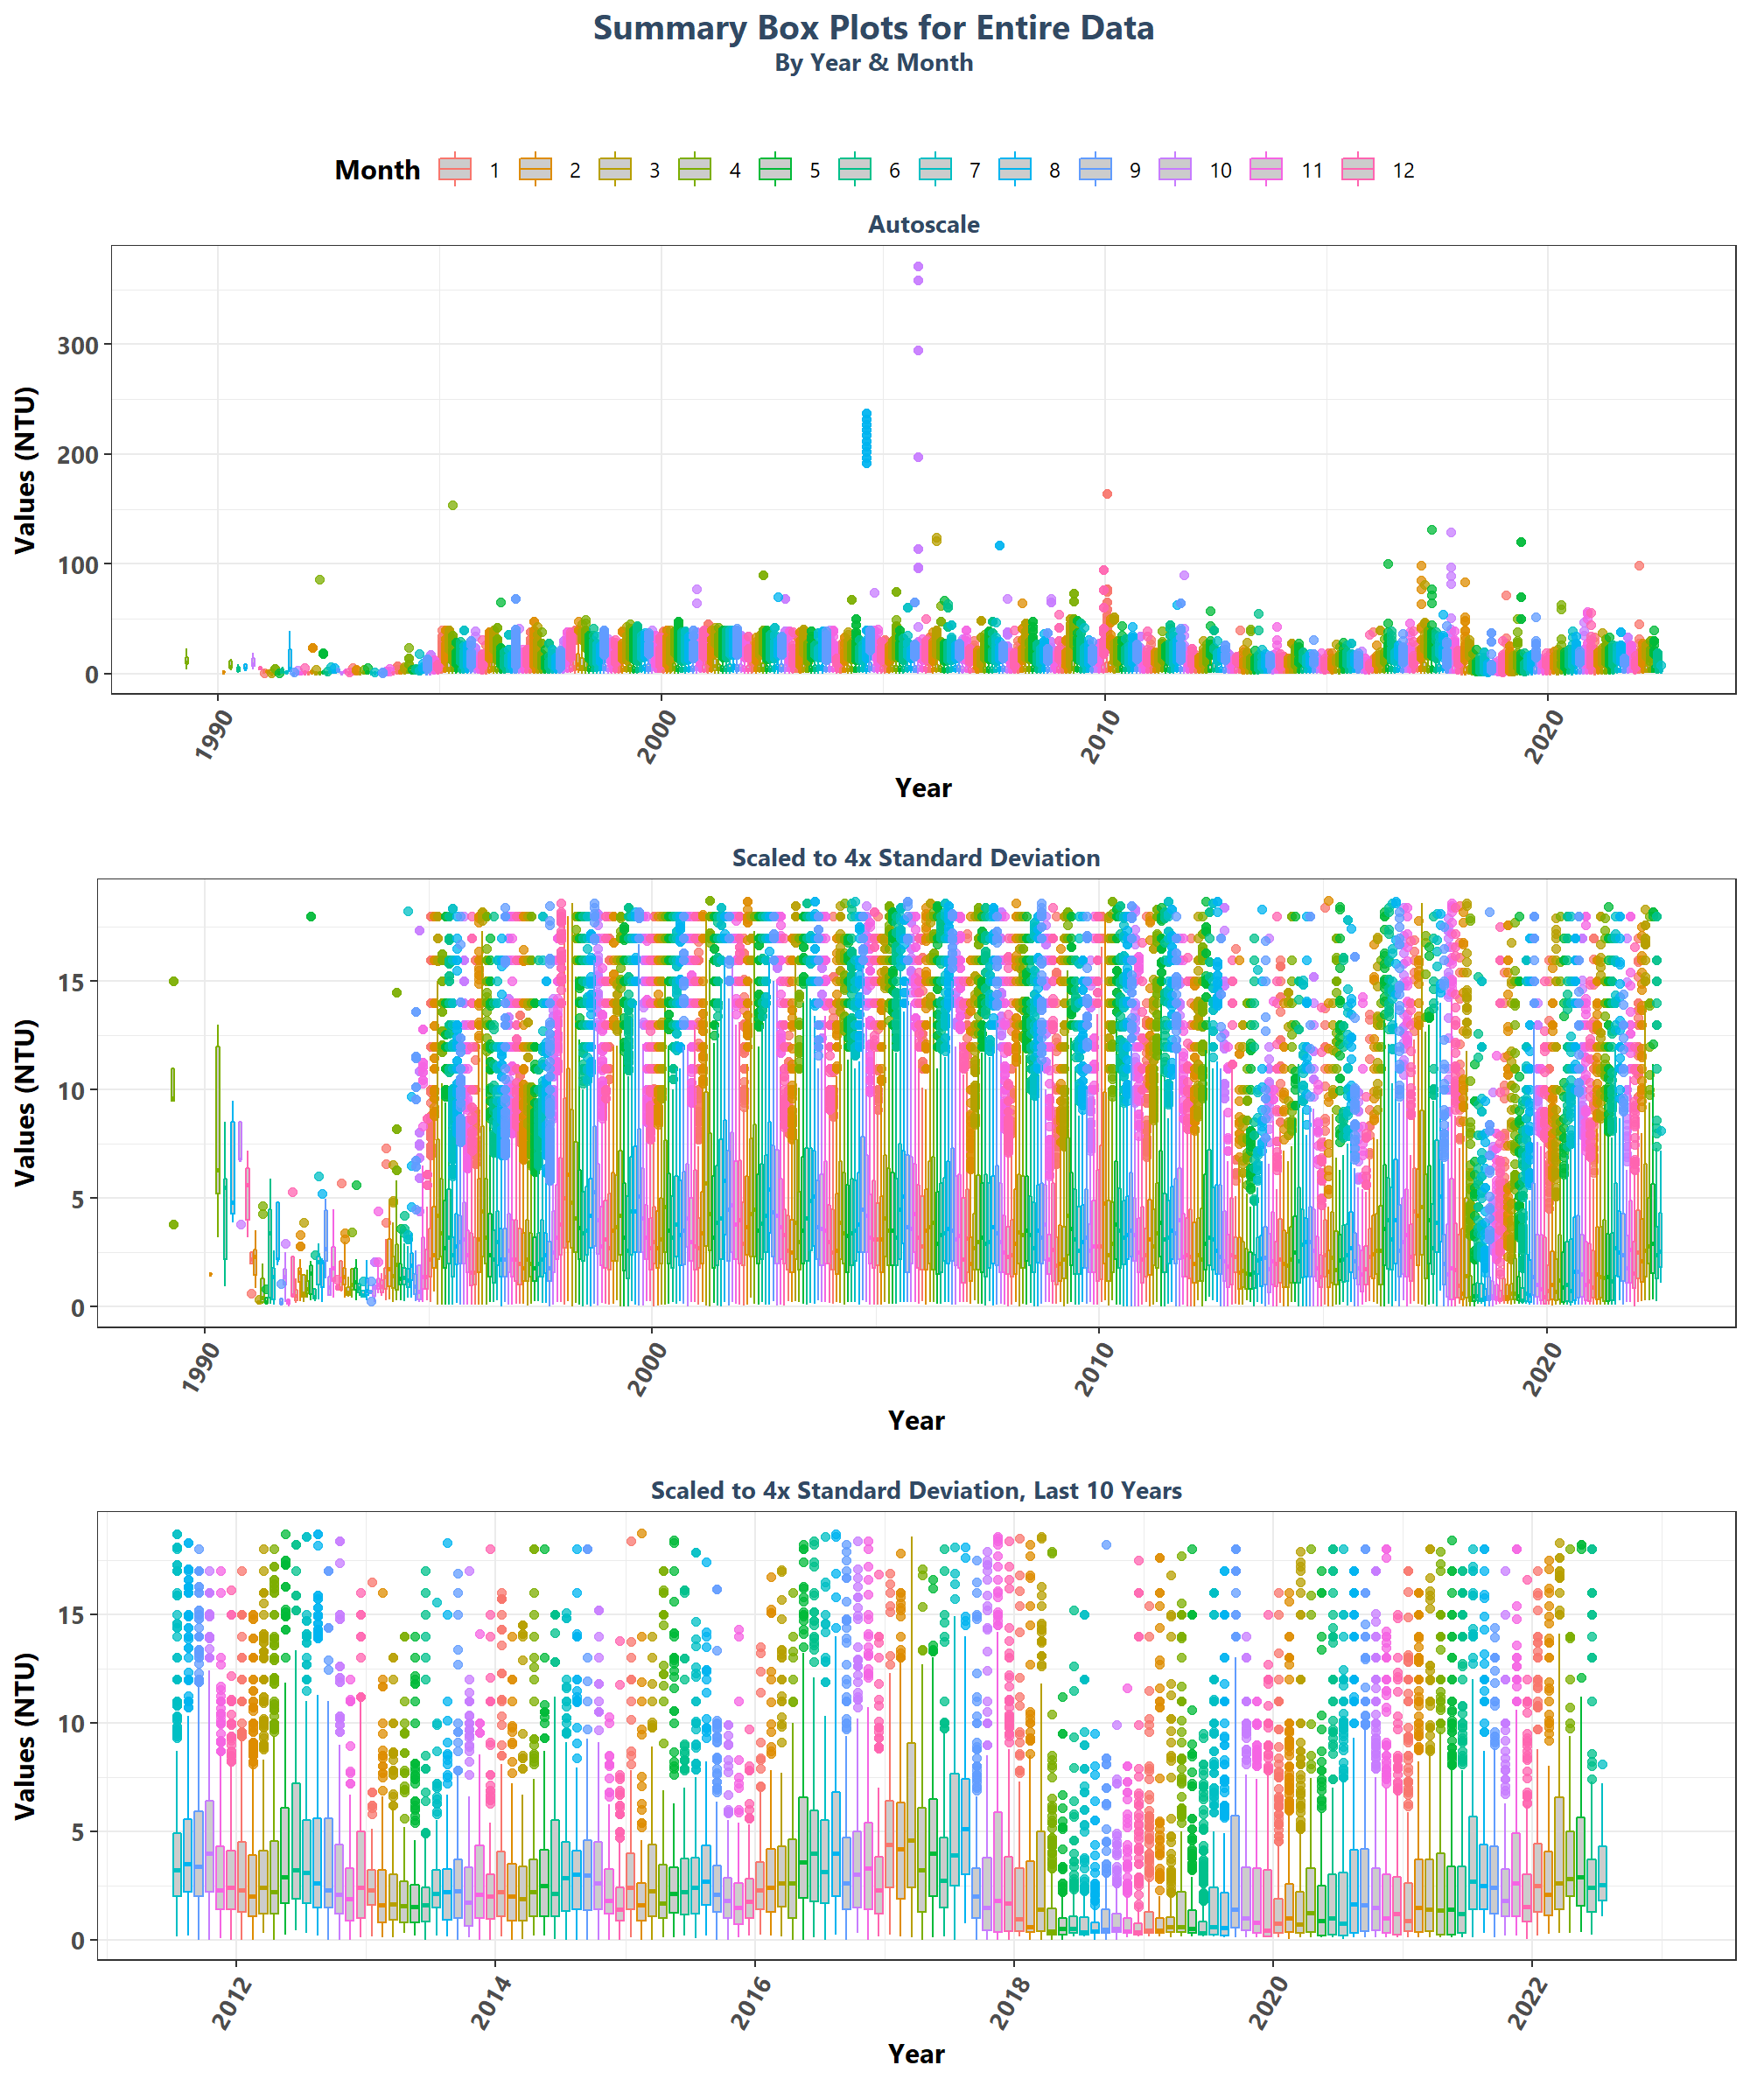 Summary Box Plots for Entire Data
By Year & Month
Month 1 2 3 4 5 6 7 8 9 10 11 12
Autoscale
Values (NTU)
300
200
100
0
1990 2000 2010 2020
Year
Scaled to 4x Standard Deviation
Values (NTU)
15
10
5
0
1990 2000 2010 2020
Year
Scaled to 4x Standard Deviation, Last 10 Years
Values (NTU)
15
10
5
0
2012 2014 2016 2018 2020 2022
Year